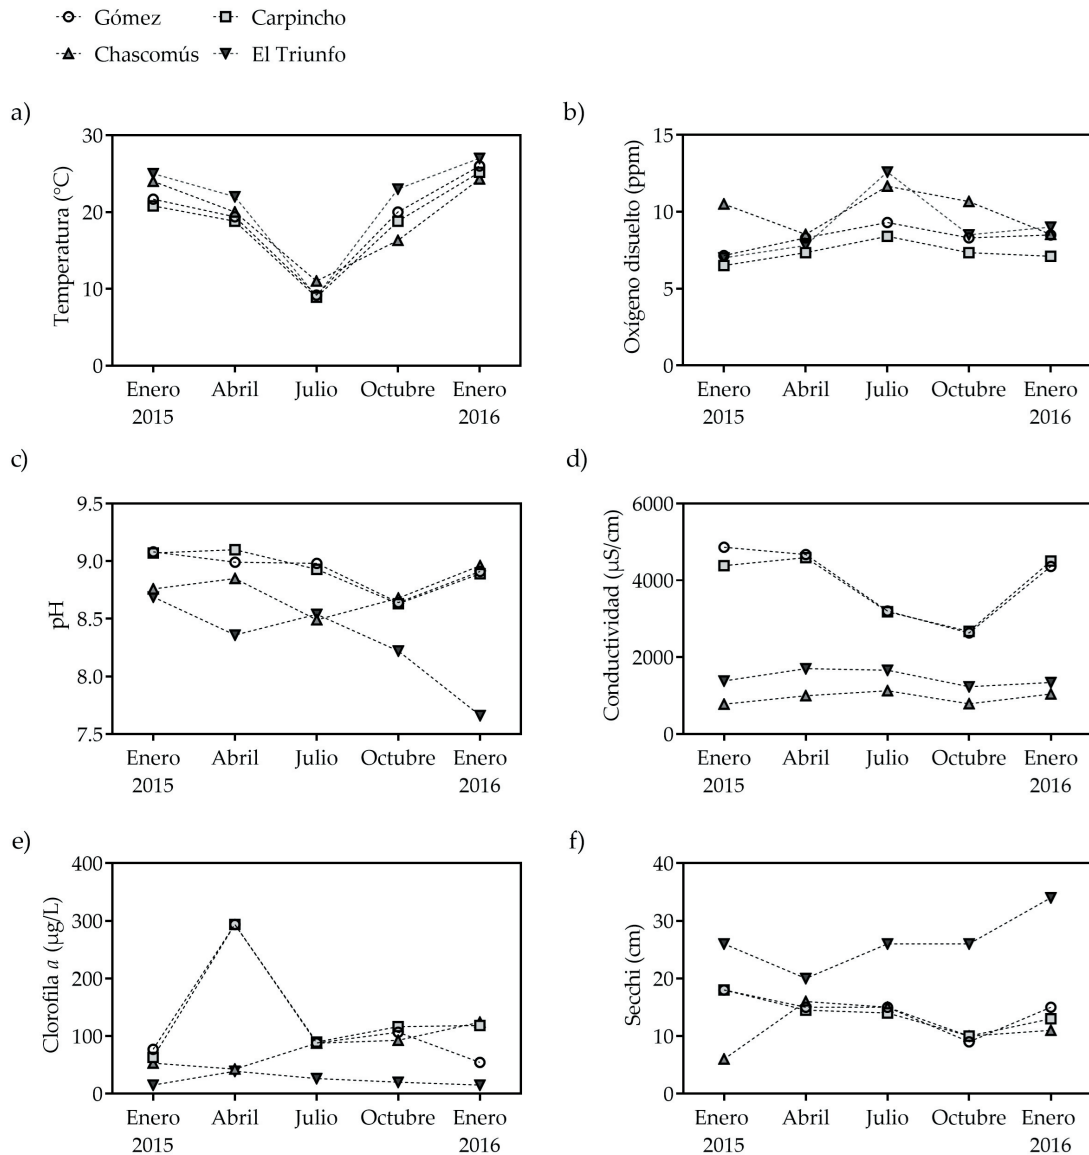 Gómez
Carpincho
Chascomús
El Triunfo
a)
Temperatura (°C)
30
20
10
0
Enero 2015
Abril
Julio
Octubre
Enero 2016
b)
Oxígeno disuelto (ppm)
15
10
5
0
Enero 2015
Abril
Julio
Octubre
Enero 2016
c)
pH
9.5
9.0
8.5
8.0
7.5
Enero 2015
Abril
Julio
Octubre
Enero 2016
d)
Conductividad (µS/cm)
6000
4000
2000
0
Enero 2015
Abril
Julio
Octubre
Enero 2016
e)
Clorofila a (µg/L)
400
300
200
100
0
Enero 2015
Abril
Julio
Octubre
Enero 2016
f)
Secchi (cm)
40
30
20
10
0
Enero 2015
Abril
Julio
Octubre
Enero 2016